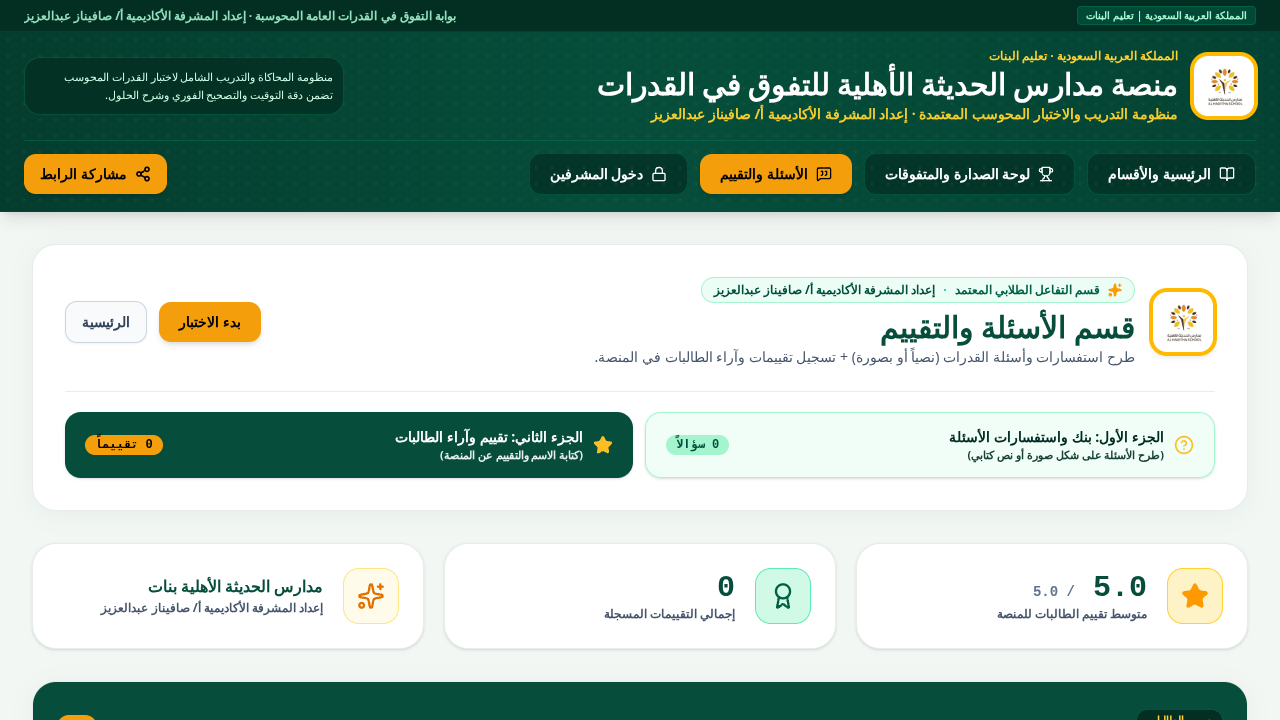 المملكة العربية السعودية | تعليم البنات
بوابة التفوق في القدرات العامة المحوسبة · إعداد المشرفة الأكاديمية أ/ صافيناز عبدالعزيز
المملكة العربية السعودية · تعليم البنات
منصة مدارس الحديثة الأهلية للتفوق في القدرات
منظومة التدريب والاختبار المحوسب المعتمدة · إعداد المشرفة الأكاديمية أ/ صافيناز عبدالعزيز
منظومة المحاكاة والتدريب الشامل لاختبار القدرات المحوسب
تضمن دقة التوقيت والتصحيح الفوري وشرح الحلول.
الرئيسية والأقسام
لوحة الصدارة والمتفوقات
الأسئلة والتقييم
دخول المشرفين
مشاركة الرابط
قسم التفاعل الطلابي المعتمد · إعداد المشرفة الأكاديمية أ/ صافيناز عبدالعزيز
قسم الأسئلة والتقييم
طرح استفسارات وأسئلة القدرات (نصياً أو بصورة) + تسجيل تقييمات وآراء الطالبات في المنصة.
بدء الاختبار
الرئيسية
الجزء الأول: بنك واستفسارات الأسئلة
(طرح الأسئلة على شكل صورة أو نص كتابي)
0 سؤالاً
الجزء الثاني: تقييم وآراء الطالبات
(كتابة الاسم والتقييم عن المنصة)
0 تقييماً
5.0 / 5.0
متوسط تقييم الطالبات للمنصة
0
إجمالي التقييمات المسجلة
مدارس الحديثة الأهلية بنات
إعداد المشرفة الأكاديمية أ/ صافيناز عبدالعزيز